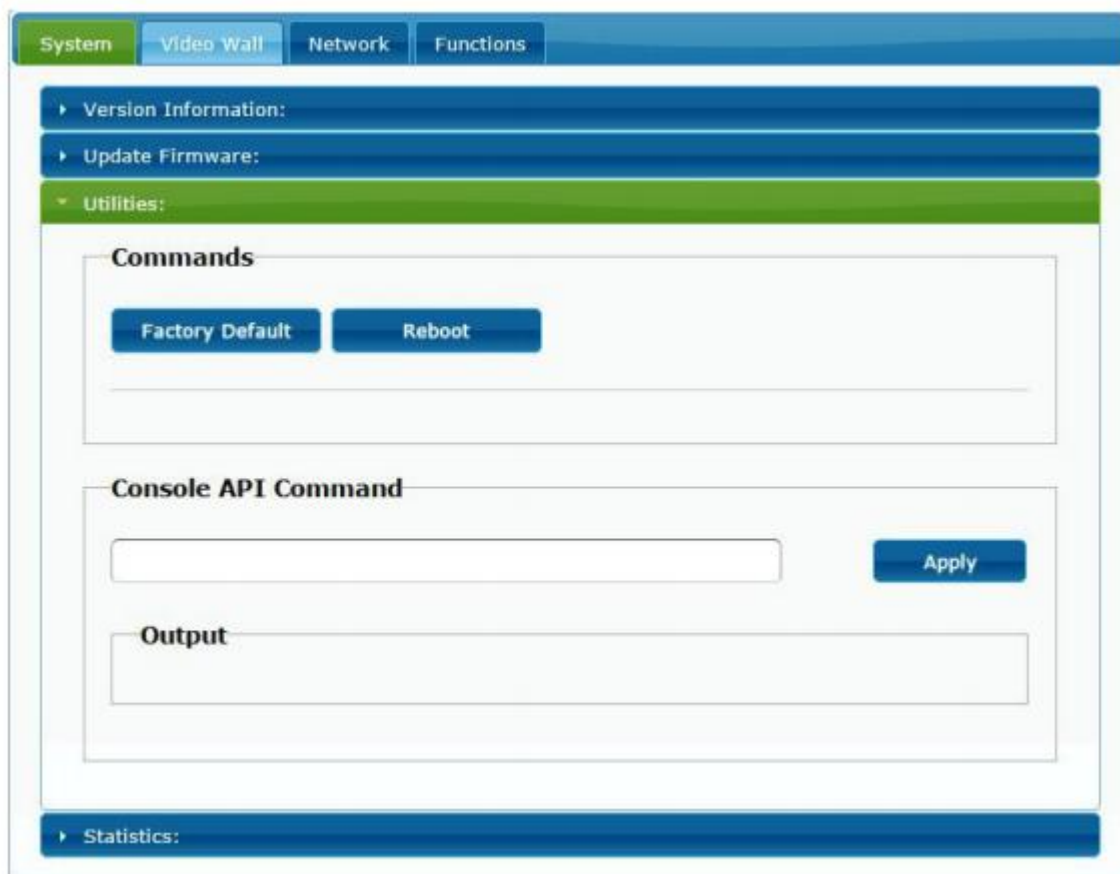 System Video Wall Network Functions
Version Information:
Update Firmware:
Utilities:
Commands
Factory Default Reboot
Console API Command
Apply
Output
Statistics: